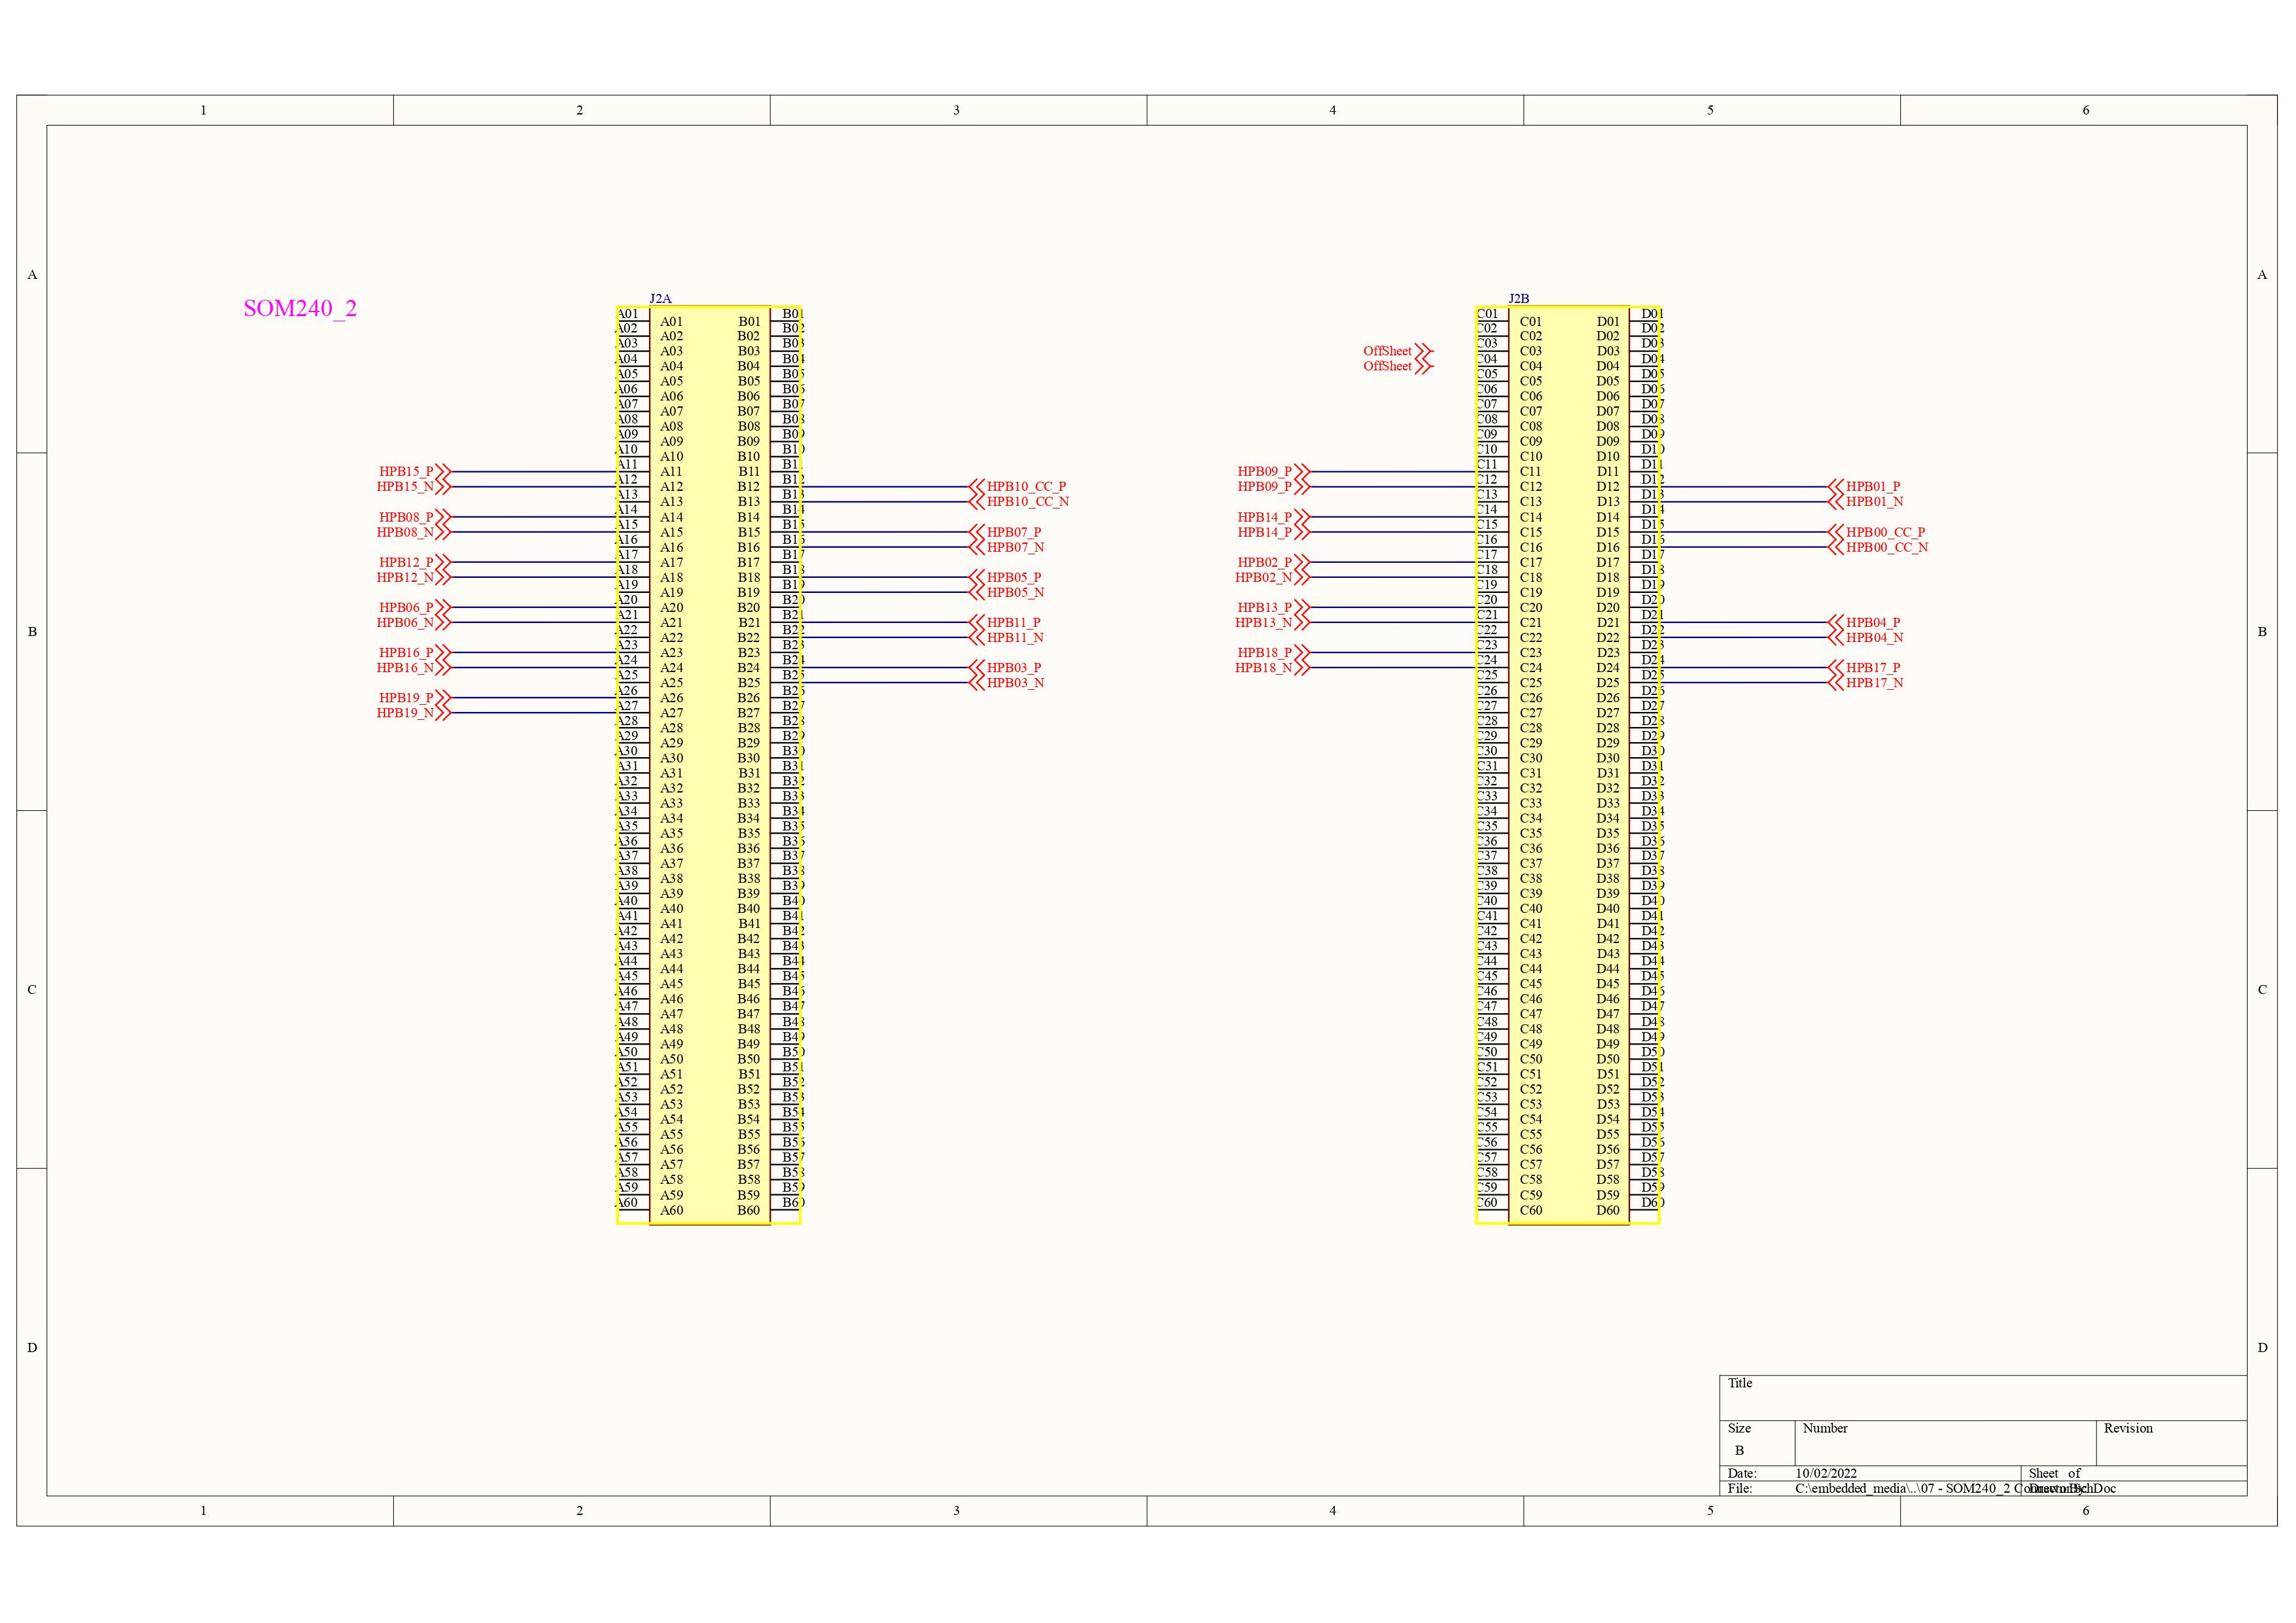 1 2 3 4 5 6
A A
SOM240_2
J2A J2B
A01 A01 B01 B01 C01 C01 D01 D01
A02 A02 B02 B02 C02 C02 D02 D02
A03 A03 B03 B03 OffSheet C03 C03 D03 D03
A04 A04 B04 B04 OffSheet C04 C04 D04 D04
A05 A05 B05 B05 C05 C05 D05 D05
A06 A06 B06 B06 C06 C06 D06 D06
A07 A07 B07 B07 C07 C07 D07 D07
A08 A08 B08 B08 C08 C08 D08 D08
A09 A09 B09 B09 C09 C09 D09 D09
A10 A10 B10 B10 C10 C10 D10 D10
HPB15_P A11 A11 B11 B11 HPB09_P C11 C11 D11 D11
HPB15_N A12 A12 B12 B12 HPB10_CC_P HPB09_P C12 C12 D12 D12 HPB01_P
A13 A13 B13 B13 HPB10_CC_N C13 C13 D13 D13 HPB01_N
HPB08_P A14 A14 B14 B14 HPB14_P C14 C14 D14 D14
HPB08_N A15 A15 B15 B15 HPB07_P HPB14_P C15 C15 D15 D15 HPB00_CC_P
A16 A16 B16 B16 HPB07_N C16 C16 D16 D16 HPB00_CC_N
HPB12_P A17 A17 B17 B17 HPB02_P C17 C17 D17 D17
HPB12_N A18 A18 B18 B18 HPB05_P HPB02_N C18 C18 D18 D18
A19 A19 B19 B19 HPB05_N C19 C19 D19 D19
HPB06_P A20 A20 B20 B20 HPB13_P C20 C20 D20 D20
HPB06_N A21 A21 B21 B21 HPB11_P HPB13_N C21 C21 D21 D21 HPB04_P
B B
A22 A22 B22 B22 HPB11_N C22 C22 D22 D22 HPB04_N
HPB16_P A23 A23 B23 B23 HPB18_P C23 C23 D23 D23
HPB16_N A24 A24 B24 B24 HPB03_P HPB18_N C24 C24 D24 D24 HPB17_P
A25 A25 B25 B25 HPB03_N C25 C25 D25 D25 HPB17_N
HPB19_P A26 A26 B26 B26 C26 C26 D26 D26
HPB19_N A27 A27 B27 B27 C27 C27 D27 D27
A28 A28 B28 B28 C28 C28 D28 D28
A29 A29 B29 B29 C29 C29 D29 D29
A30 A30 B30 B30 C30 C30 D30 D30
A31 A31 B31 B31 C31 C31 D31 D31
A32 A32 B32 B32 C32 C32 D32 D32
A33 A33 B33 B33 C33 C33 D33 D33
A34 A34 B34 B34 C34 C34 D34 D34
A35 A35 B35 B35 C35 C35 D35 D35
A36 A36 B36 B36 C36 C36 D36 D36
A37 A37 B37 B37 C37 C37 D37 D37
A38 A38 B38 B38 C38 C38 D38 D38
A39 A39 B39 B39 C39 C39 D39 D39
A40 A40 B40 B40 C40 C40 D40 D40
A41 A41 B41 B41 C41 C41 D41 D41
A42 A42 B42 B42 C42 C42 D42 D42
A43 A43 B43 B43 C43 C43 D43 D43
A44 A44 B44 B44 C44 C44 D44 D44
A45 A45 B45 B45 C45 C45 D45 D45
C C
A46 A46 B46 B46 C46 C46 D46 D46
A47 A47 B47 B47 C47 C47 D47 D47
A48 A48 B48 B48 C48 C48 D48 D48
A49 A49 B49 B49 C49 C49 D49 D49
A50 A50 B50 B50 C50 C50 D50 D50
A51 A51 B51 B51 C51 C51 D51 D51
A52 A52 B52 B52 C52 C52 D52 D52
A53 A53 B53 B53 C53 C53 D53 D53
A54 A54 B54 B54 C54 C54 D54 D54
A55 A55 B55 B55 C55 C55 D55 D55
A56 A56 B56 B56 C56 C56 D56 D56
A57 A57 B57 B57 C57 C57 D57 D57
A58 A58 B58 B58 C58 C58 D58 D58
A59 A59 B59 B59 C59 C59 D59 D59
A60 A60 B60 B60 C60 C60 D60 D60
D D
Title
Size Number Revision
B
Date: 10/02/2022 Sheet of
File: C:\embedded_media\..\07 - SOM240_2
1 2 3 4 5 6